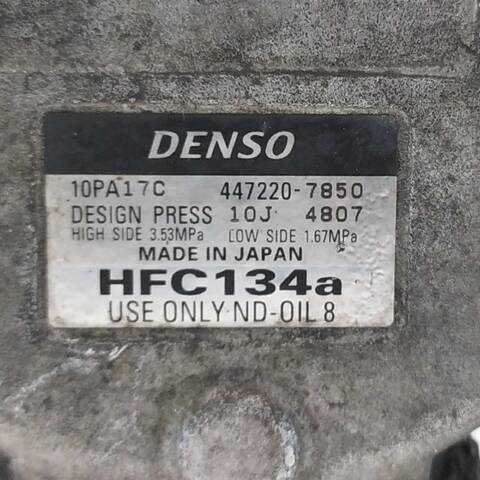 DENSO
10PA17C 447220-7850
DESIGN PRESS 10J 4807
HIGH SIDE 3.53MPa LOW SIDE 1.67MPa
MADE IN JAPAN
HFC134a
USE ONLY ND-OIL 8